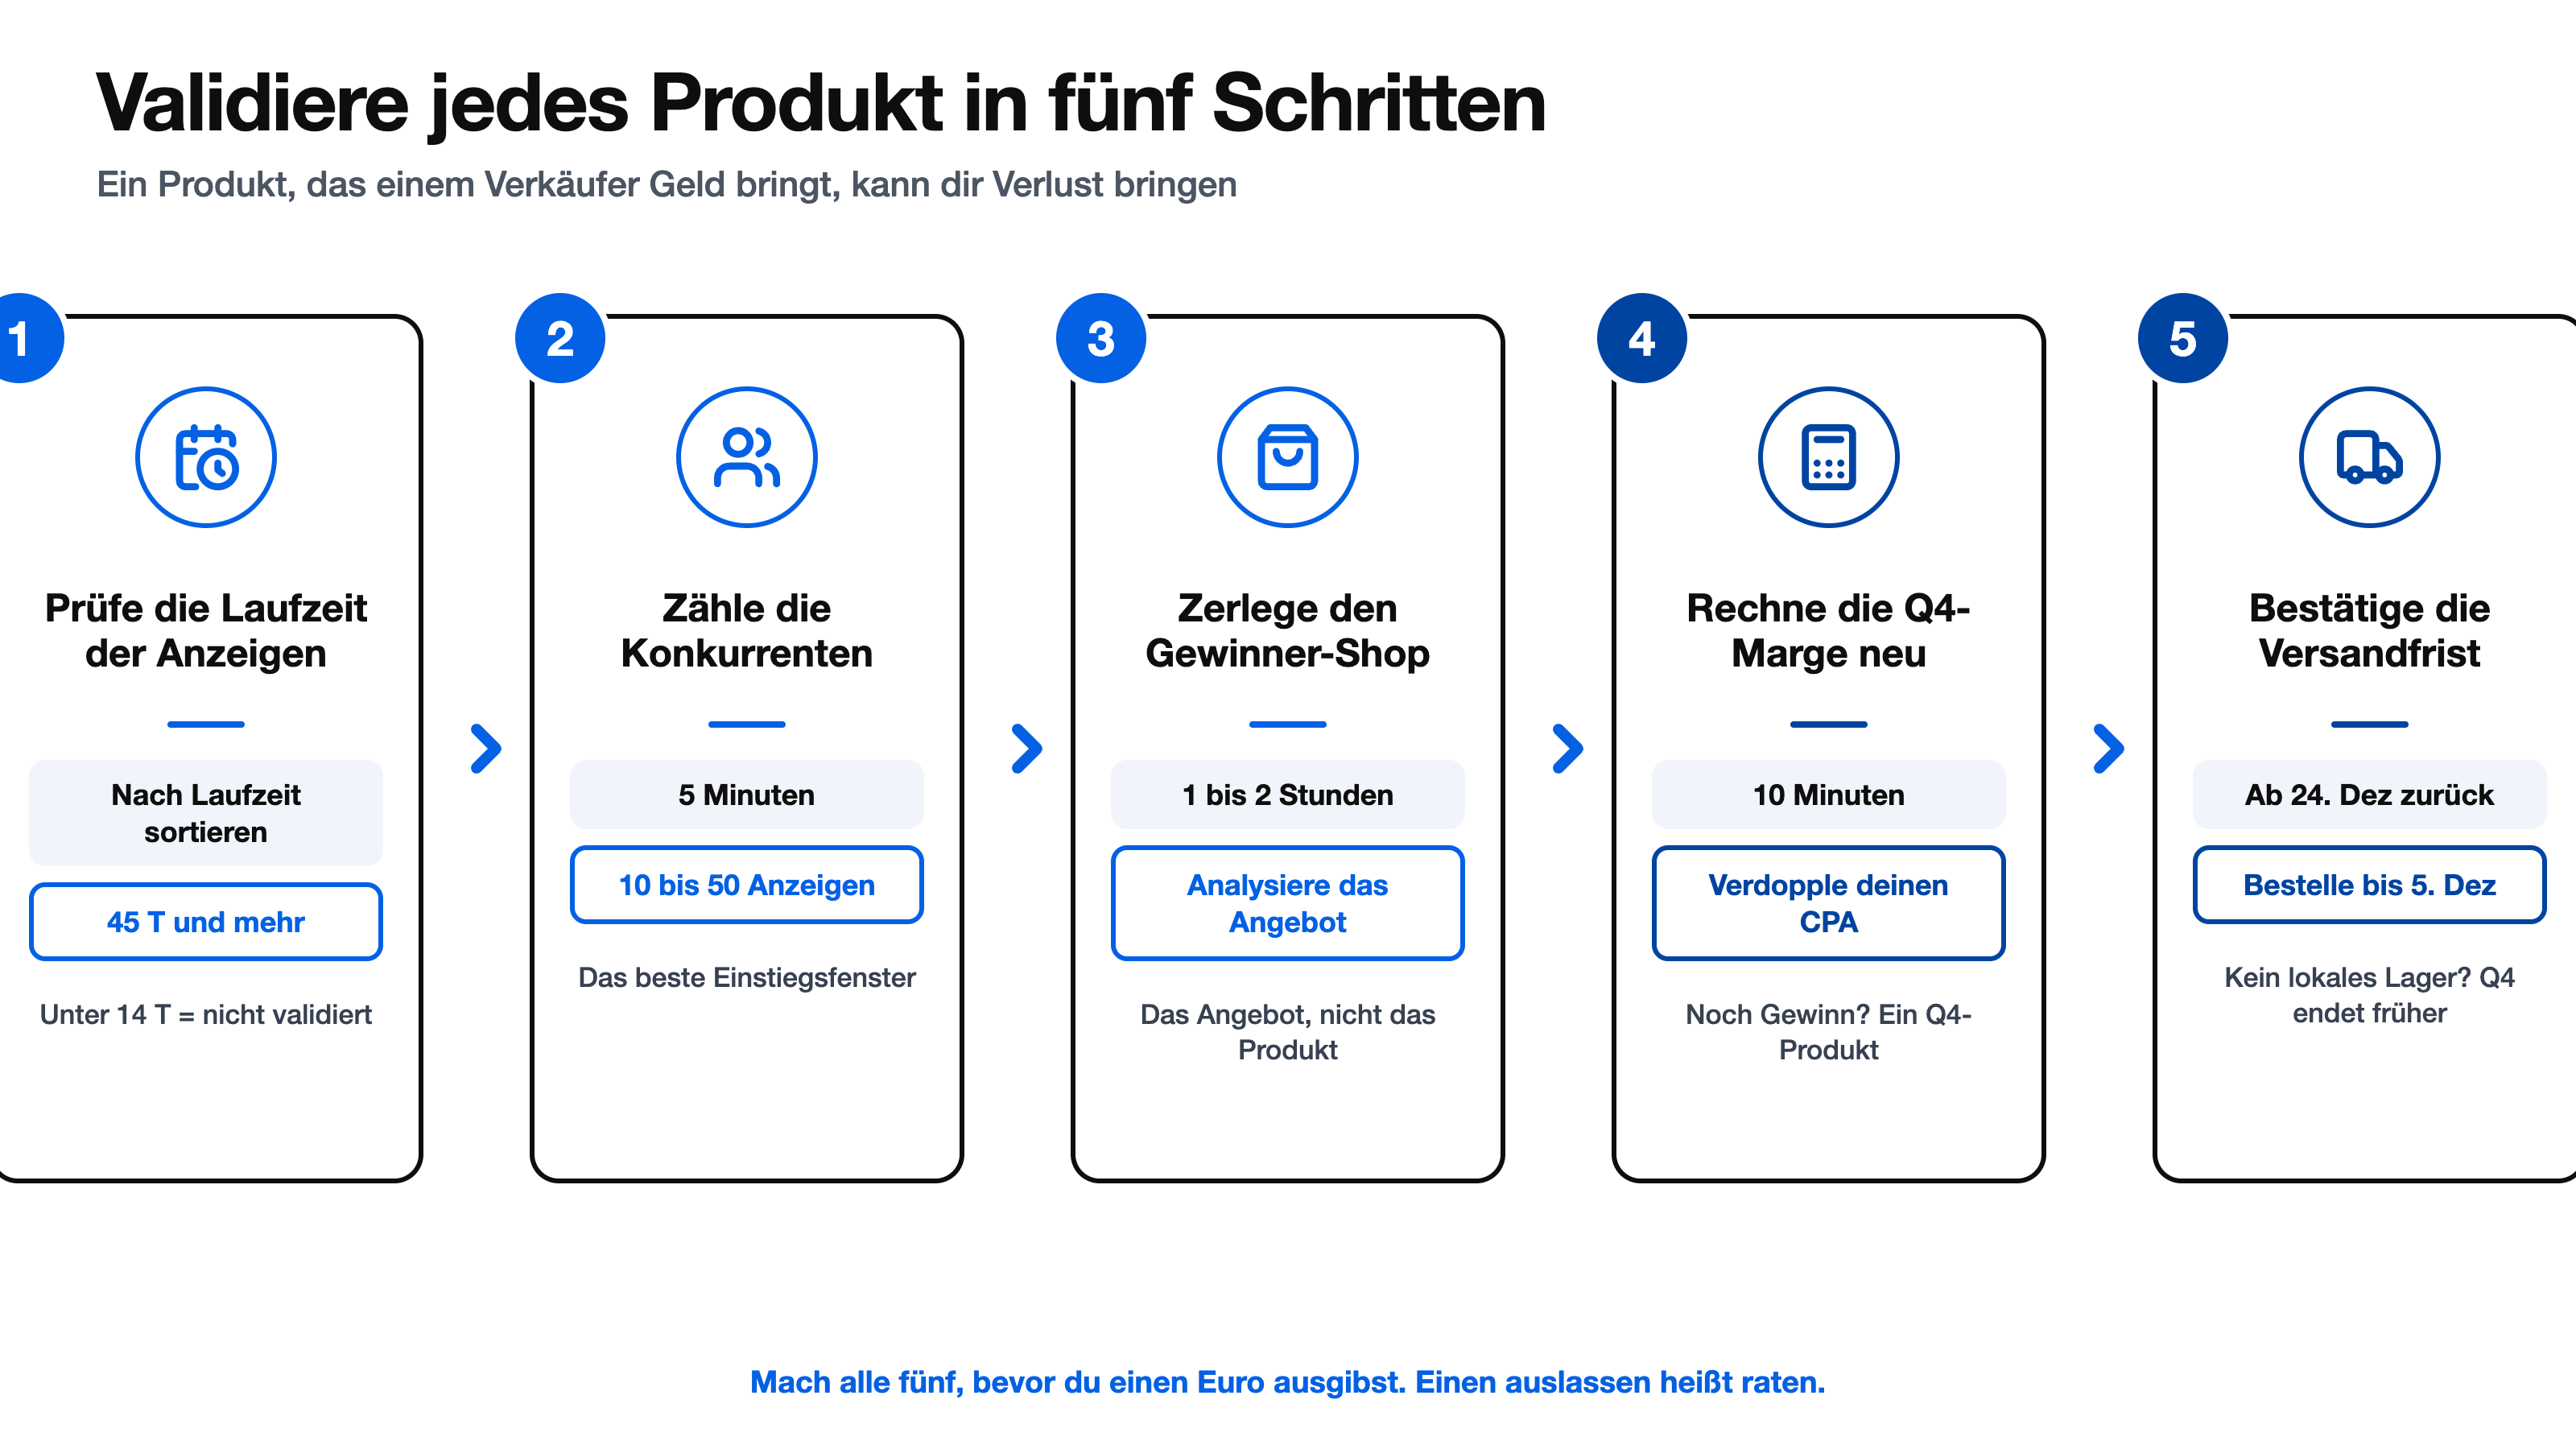 Validiere jedes Produkt in fünf Schritten
Ein Produkt, das einem Verkäufer Geld bringt, kann dir Verlust bringen
1
Prüfe die Laufzeit
der Anzeigen
Nach Laufzeit
sortieren
45 T und mehr
Unter 14 T = nicht validiert
2
Zähle die
Konkurrenten
5 Minuten
10 bis 50 Anzeigen
Das beste Einstiegsfenster
3
Zerlege den
Gewinner-Shop
1 bis 2 Stunden
Analysiere das
Angebot
Das Angebot, nicht das
Produkt
4
Rechne die Q4-
Marge neu
10 Minuten
Verdopple deinen
CPA
Noch Gewinn? Ein Q4-
Produkt
5
Bestätige die
Versandfrist
Ab 24. Dez zurück
Bestelle bis 5. Dez
Kein lokales Lager? Q4
endet früher
Mach alle fünf, bevor du einen Euro ausgibst. Einen auslassen heißt raten.